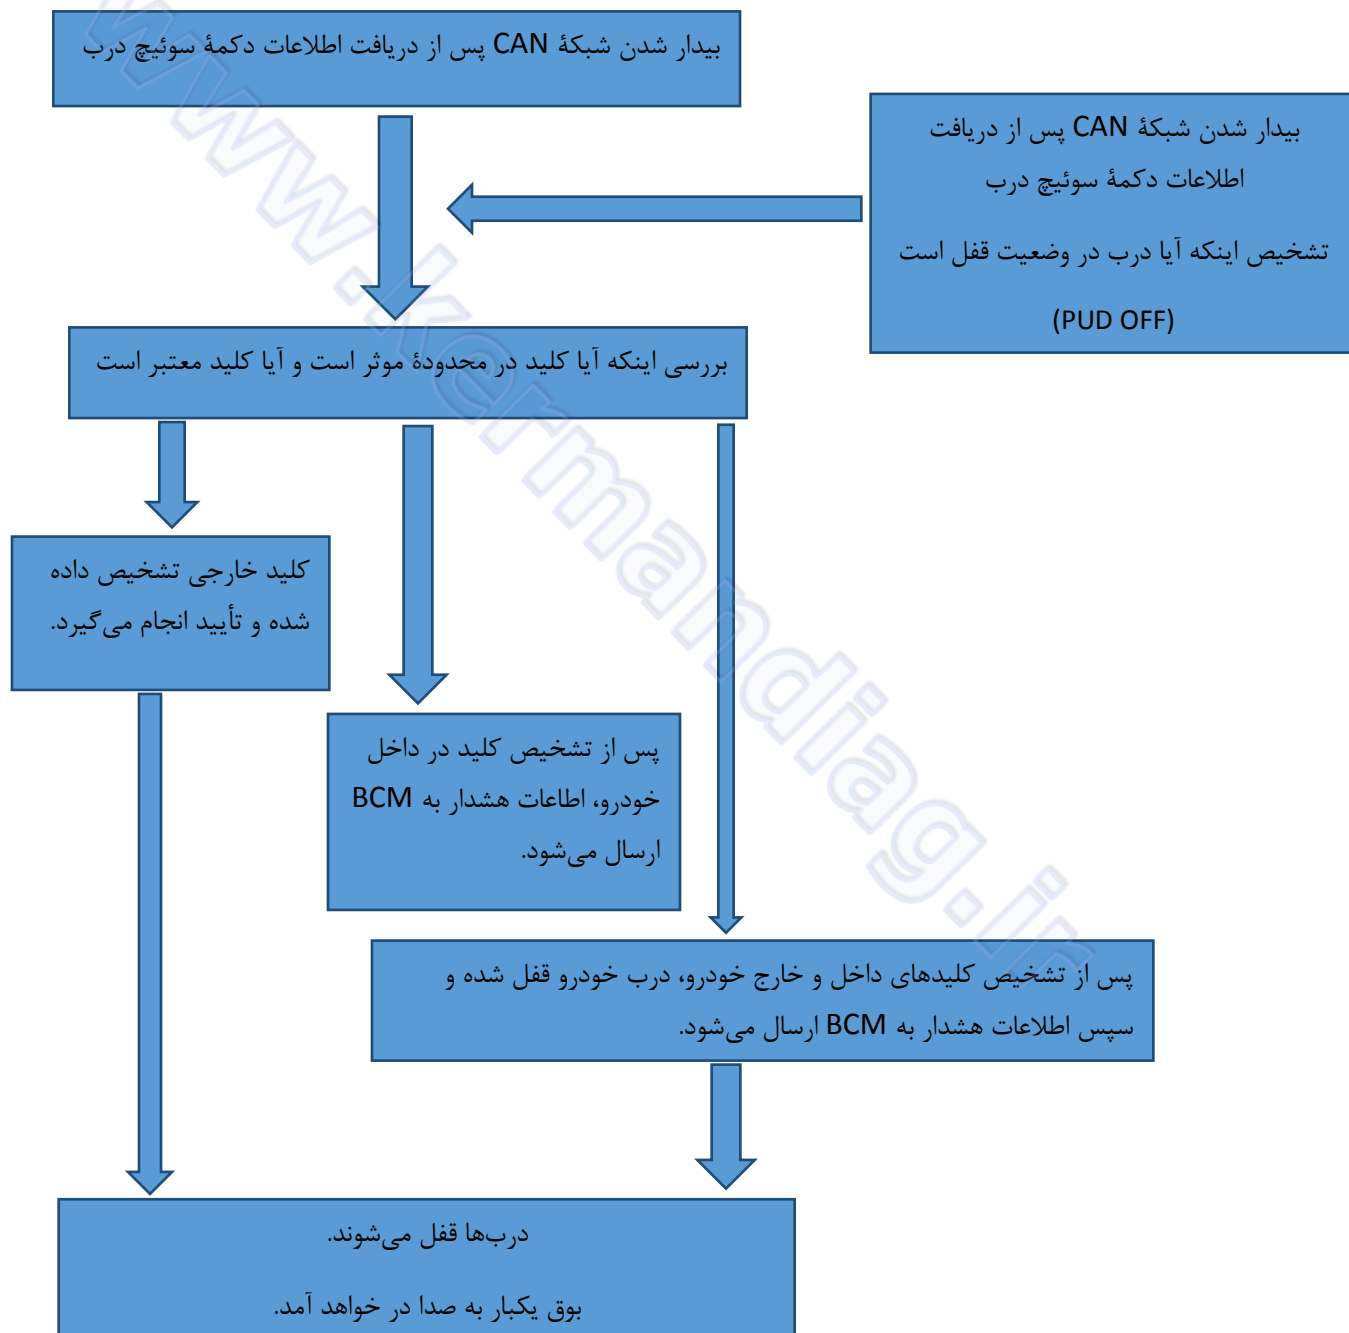 بیدار شدن شبکهٔ CAN پس از دریافت اطلاعات دکمهٔ سوئیچ درب
بیدار شدن شبکهٔ CAN پس از دریافت
اطلاعات دکمهٔ سوئیچ درب
تشخیص اینکه آیا درب در وضعیت قفل است
(PUD OFF)
بررسی اینکه آیا کلید در محدودهٔ موثر است و آیا کلید معتبر است
کلید خارجی تشخیص داده
شده و تأیید انجام می‌گیرد.
پس از تشخیص کلید در داخل
خودرو، اطاعات هشدار به BCM
ارسال می‌شود.
پس از تشخیص کلیدهای داخل و خارج خودرو، درب خودرو قفل شده و
سپس اطلاعات هشدار به BCM ارسال می‌شود.
درب‌ها قفل می‌شوند.
بوق یکبار به صدا در خواهد آمد.
www.kermandiag.ir